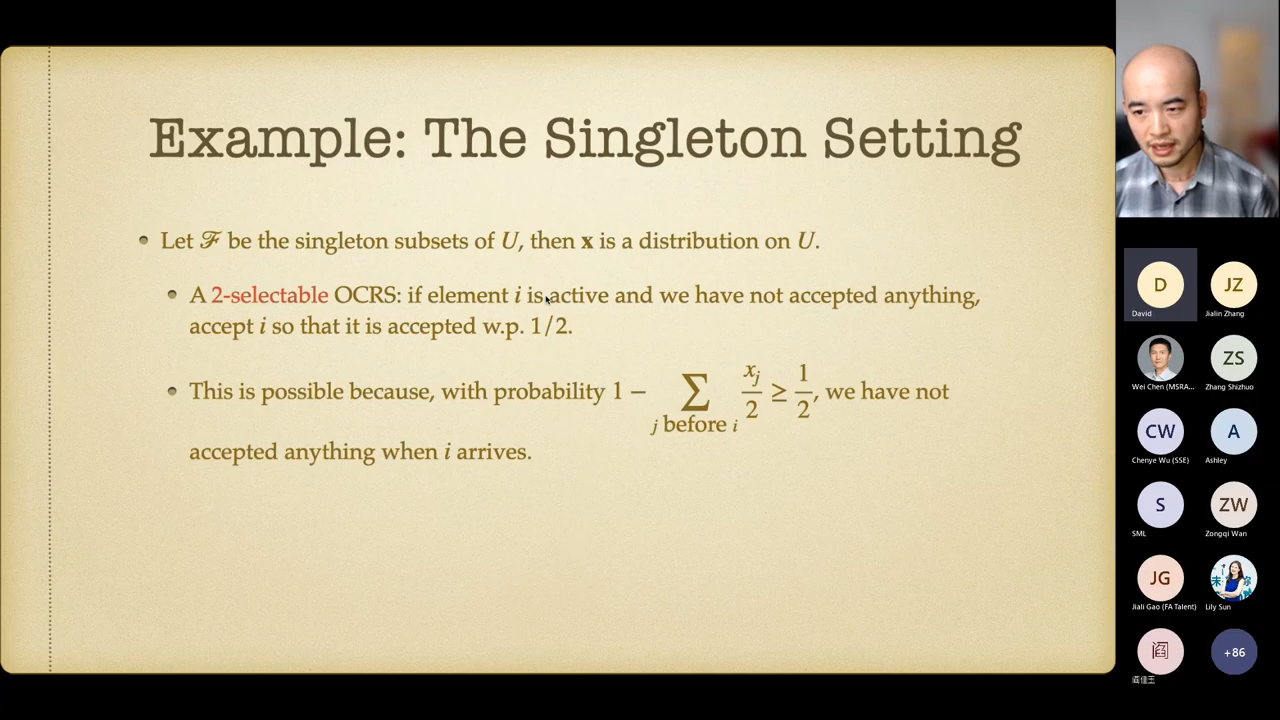 Example: The Singleton Setting
Let ℱ be the singleton subsets of U, then x is a distribution on U.
A 2-selectable OCRS: if element i is active and we have not accepted anything,
accept i so that it is accepted w.p. 1/2.
This is possible because, with probability 1 − ∑_{j before i} x_j/2 ≥ 1/2, we have not
accepted anything when i arrives.
D
David
JZ
Jialin Zhang
Wei Chen (MSRA...
ZS
Zhang Shizhuo
CW
Chenye Wu (SSE)
A
Ashley
S
SML
ZW
Zongqi Wan
JG
Jiali Gao (FA Talent)
Lily Sun
+86